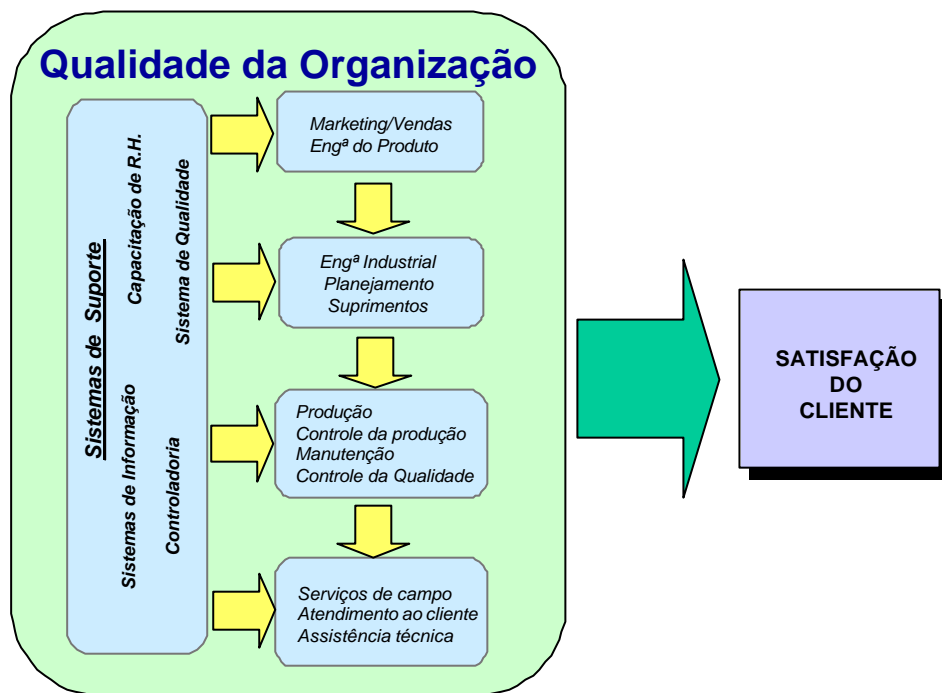 Qualidade da Organização
Sistemas de Suporte
Capacitação de R.H.
Sistema de Qualidade
Sistemas de Informação
Controladoria
Marketing/Vendas
Engª do Produto
Engª Industrial
Planejamento
Suprimentos
Produção
Controle da produção
Manutenção
Controle da Qualidade
Serviços de campo
Atendimento ao cliente
Assistência técnica
SATISFAÇÃO
DO
CLIENTE